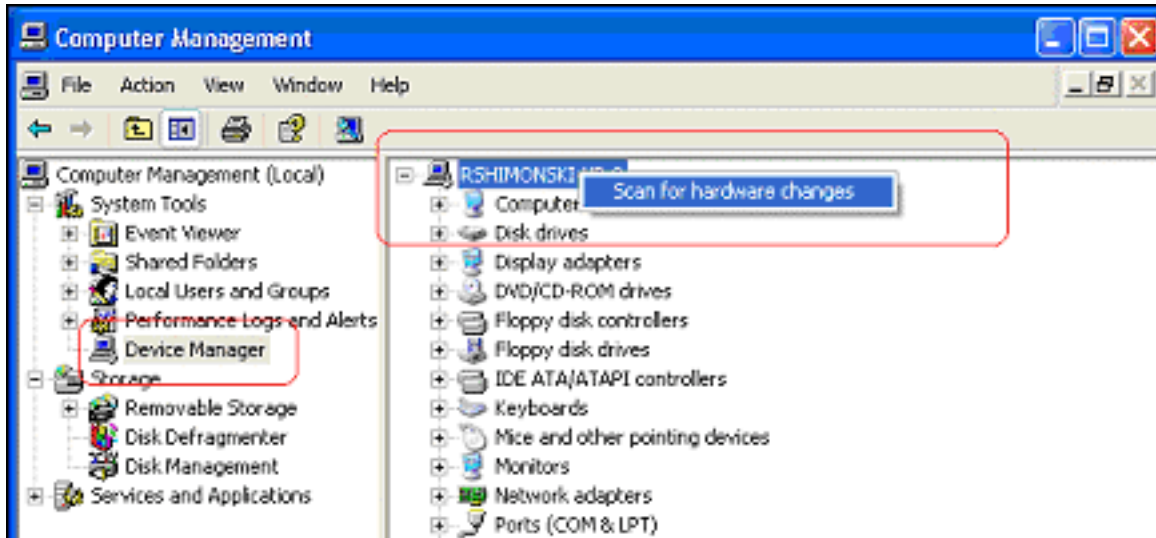 Computer Management
File Action View Window Help
Computer Management (Local)
System Tools
Event Viewer
Shared Folders
Local Users and Groups
Performance Logs and Alerts
Device Manager
Storage
Removable Storage
Disk Defragmenter
Disk Management
Services and Applications
RSHIMONSKI
Scan for hardware changes
Computer
Disk drives
Display adapters
DVD/CD-ROM drives
Floppy disk controllers
Floppy disk drives
IDE ATA/ATAPI controllers
Keyboards
Mice and other pointing devices
Monitors
Network adapters
Ports (COM & LPT)